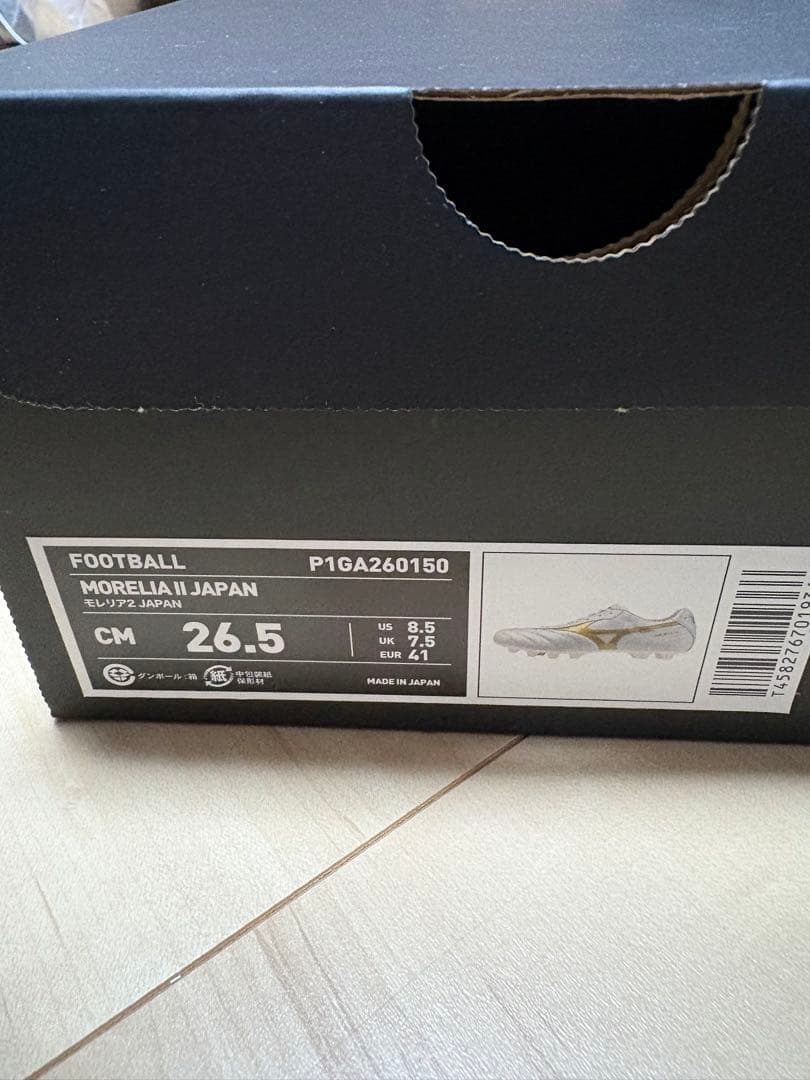 FOOTBALL P1GA260150
MORELIA II JAPAN
モレリア2 JAPAN
CM 26.5
US 8.5
UK 7.5
EUR 41
ダンボール:箱 紙 中包装紙
保形材
MADE IN JAPAN